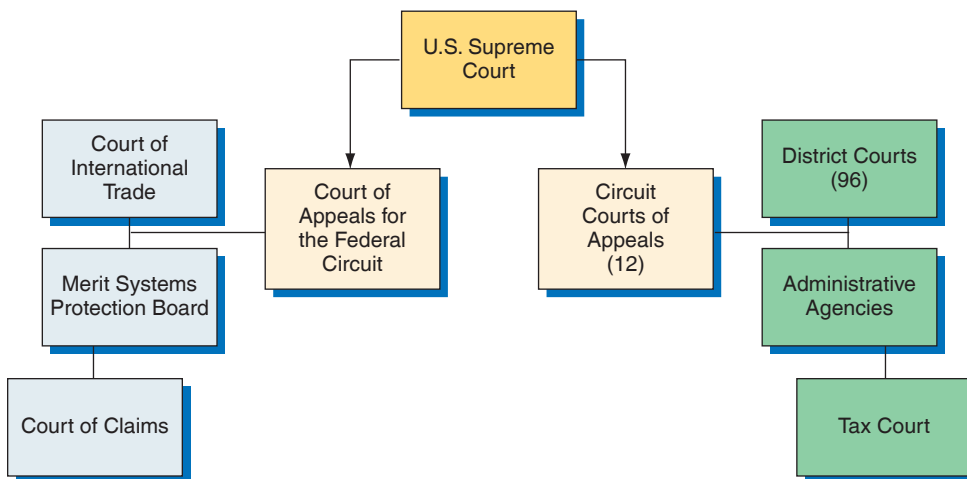 U.S. Supreme
Court
Court of
International
Trade
District Courts
(96)
Court of
Appeals for
the Federal
Circuit
Circuit
Courts of
Appeals
(12)
Merit Systems
Protection Board
Administrative
Agencies
Court of Claims
Tax Court